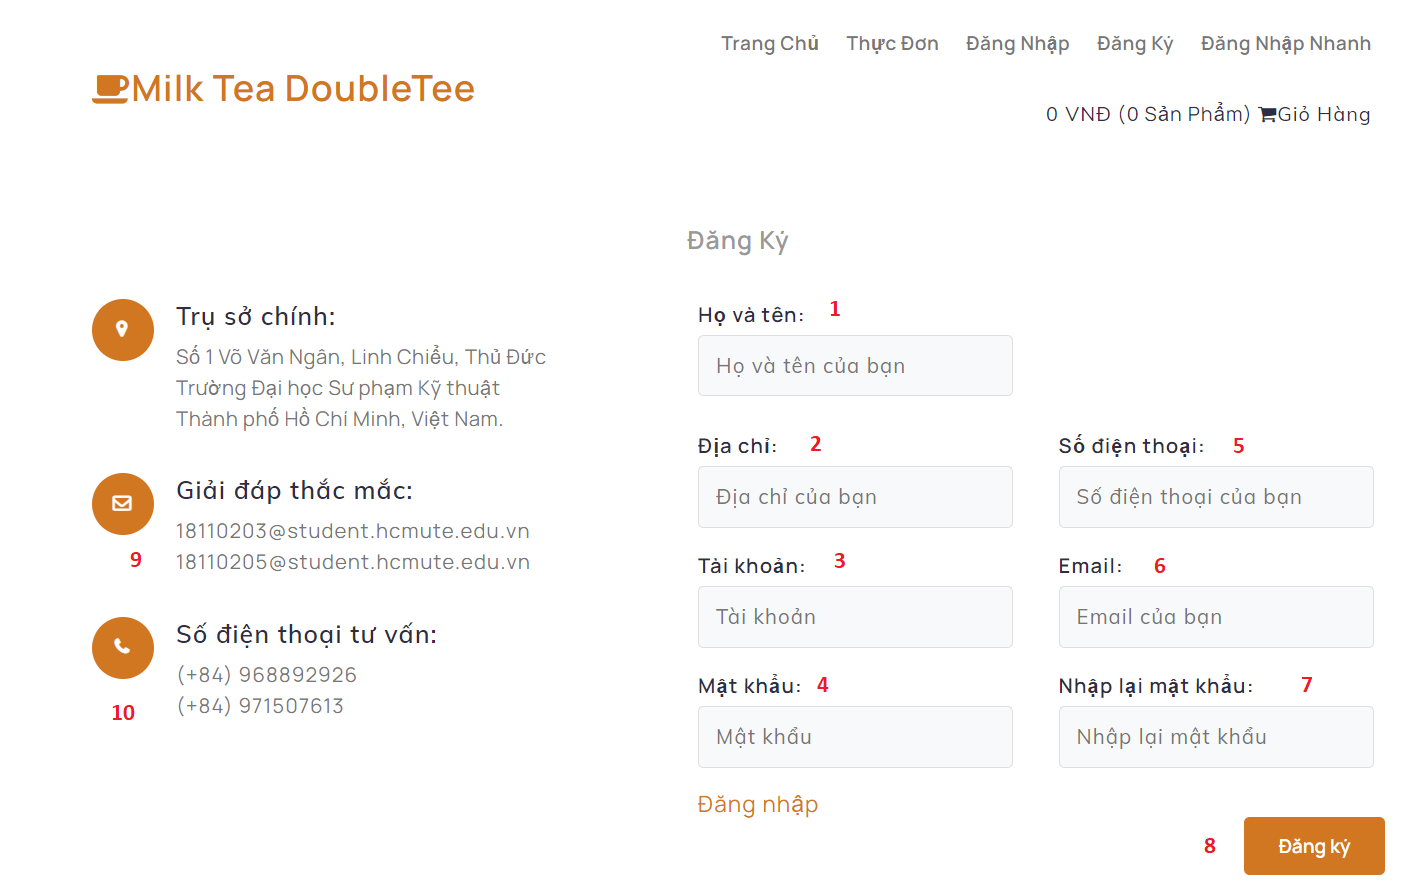 Trang Chủ Thực Đơn Đăng Nhập Đăng Ký Đăng Nhập Nhanh
Milk Tea DoubleTee
0 VNĐ (0 Sản Phẩm) Giỏ Hàng
Đăng Ký
Trụ sở chính:
Số 1 Võ Văn Ngân, Linh Chiểu, Thủ Đức
Trường Đại học Sư phạm Kỹ thuật
Thành phố Hồ Chí Minh, Việt Nam.
Giải đáp thắc mắc:
18110203@student.hcmute.edu.vn
9 18110205@student.hcmute.edu.vn
Số điện thoại tư vấn:
(+84) 968892926
10 (+84) 971507613
Họ và tên: 1
Họ và tên của bạn
Địa chỉ: 2 Số điện thoại: 5
Địa chỉ của bạn Số điện thoại của bạn
Tài khoản: 3 Email: 6
Tài khoản Email của bạn
Mật khẩu: 4 Nhập lại mật khẩu: 7
Mật khẩu Nhập lại mật khẩu
Đăng nhập
8 Đăng ký